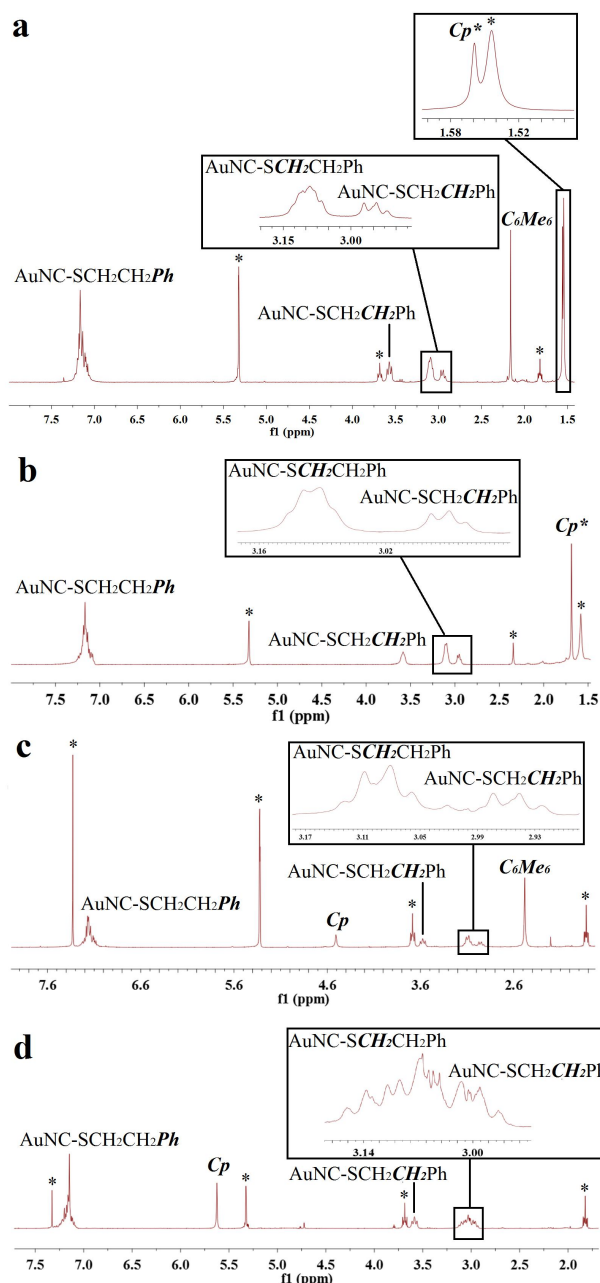 a
Cp* *
1.58 1.52
AuNC-SCH2CH2Ph
AuNC-SCH2CH2Ph
3.15 3.00
C6Me6
*
AuNC-SCH2CH2Ph
AuNC-SCH2CH2Ph
*
*
7.5 7.0 6.5 6.0 5.5 5.0 4.5 4.0 3.5 3.0 2.5 2.0 1.5
f1 (ppm)
b
AuNC-SCH2CH2Ph
AuNC-SCH2CH2Ph
3.16 3.02
Cp*
*
AuNC-SCH2CH2Ph
*
AuNC-SCH2CH2Ph
*
7.5 7.0 6.5 6.0 5.5 5.0 4.5 4.0 3.5 3.0 2.5 2.0 1.5
f1 (ppm)
c
*
*
AuNC-SCH2CH2Ph
AuNC-SCH2CH2Ph
3.17 3.11 3.05 2.99 2.93
AuNC-SCH2CH2Ph
C6Me6
AuNC-SCH2CH2Ph
Cp
*
*
7.6 6.6 5.6 4.6 3.6 2.6
f1 (ppm)
d
AuNC-SCH2CH2Ph
AuNC-SCH2CH2Ph
3.14 3.00
AuNC-SCH2CH2Ph
Cp
*
*
AuNC-SCH2CH2Ph
*
*
7.5 7.0 6.5 6.0 5.5 5.0 4.5 4.0 3.5 3.0 2.5 2.0
f1 (ppm)